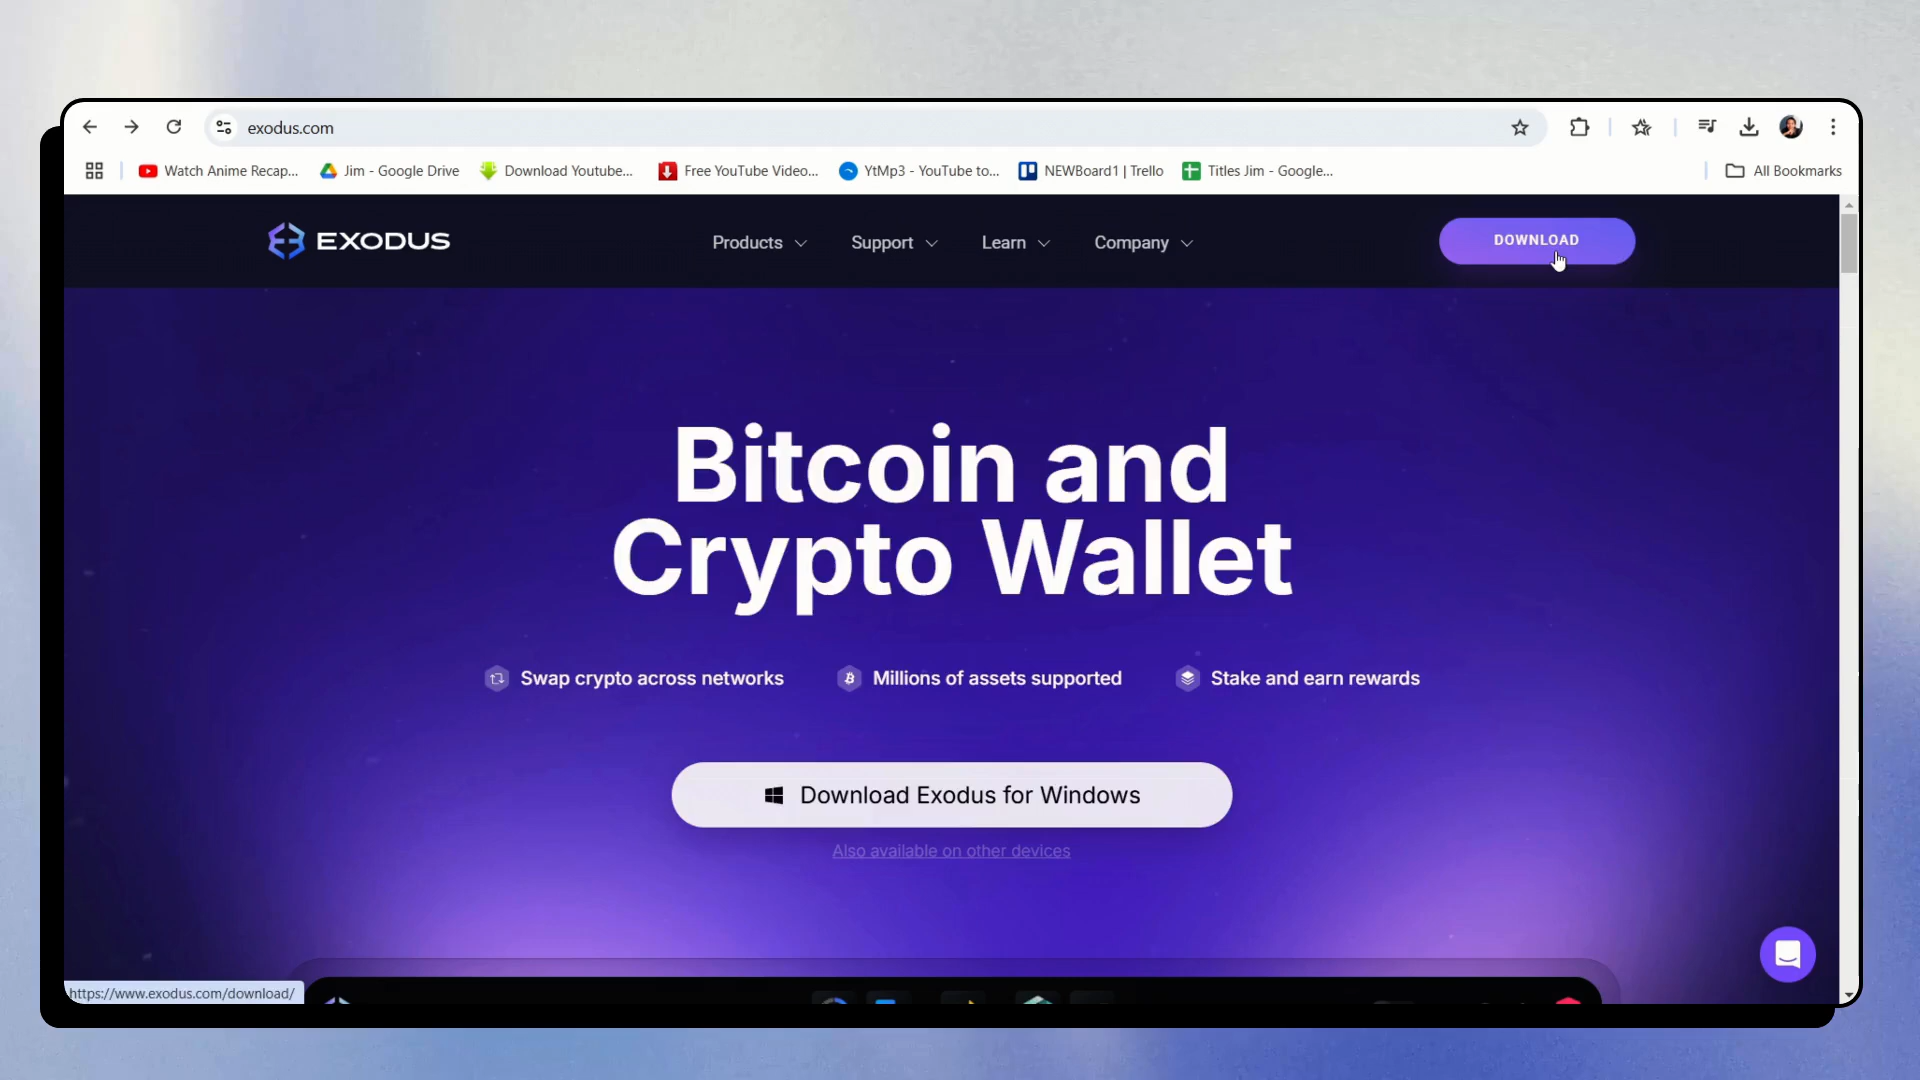 exodus.com
Watch Anime Recap...
Jim - Google Drive
Download Youtube...
Free YouTube Video...
YtMp3 - YouTube to...
NEWBoard1 | Trello
Titles Jim - Google...
All Bookmarks
EXODUS
Products
Support
Learn
Company
DOWNLOAD
Bitcoin and
Crypto Wallet
Swap crypto across networks
Millions of assets supported
Stake and earn rewards
Download Exodus for Windows
Also available on other devices
https://www.exodus.com/download/